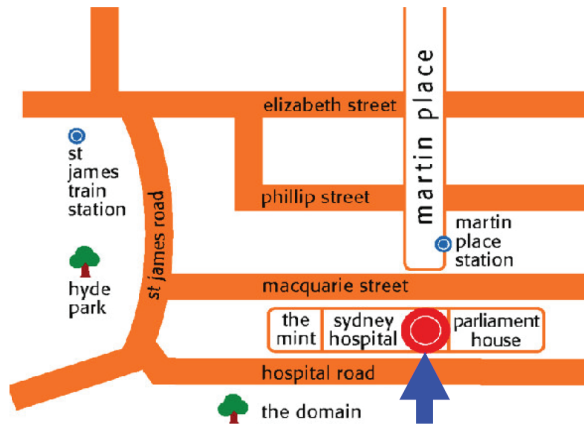 elizabeth street
martin place
st
james
train
station
phillip street
martin
place
station
st james road
hyde
park
macquarie street
the
mint
sydney
hospital
parliament
house
hospital road
the domain